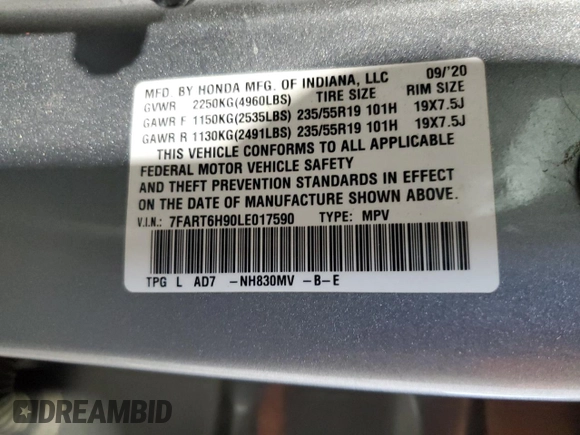 MFD. BY HONDA MFG. OF INDIANA, LLC 09/'20
GVWR 2250KG(4960LBS) TIRE SIZE RIM SIZE
GAWR F 1150KG(2535LBS) 235/55R19 101H 19X7.5J
GAWR R 1130KG(2491LBS) 235/55R19 101H 19X7.5J
THIS VEHICLE CONFORMS TO ALL APPLICABLE
FEDERAL MOTOR VEHICLE SAFETY
AND THEFT PREVENTION STANDARDS IN EFFECT
ON THE DATE OF MANUFACTURE SHOWN ABOVE.
V.I.N.: 7FART6H90LE017590 TYPE: MPV
TPG L AD7 -NH830MV -B-E
DREAMBID